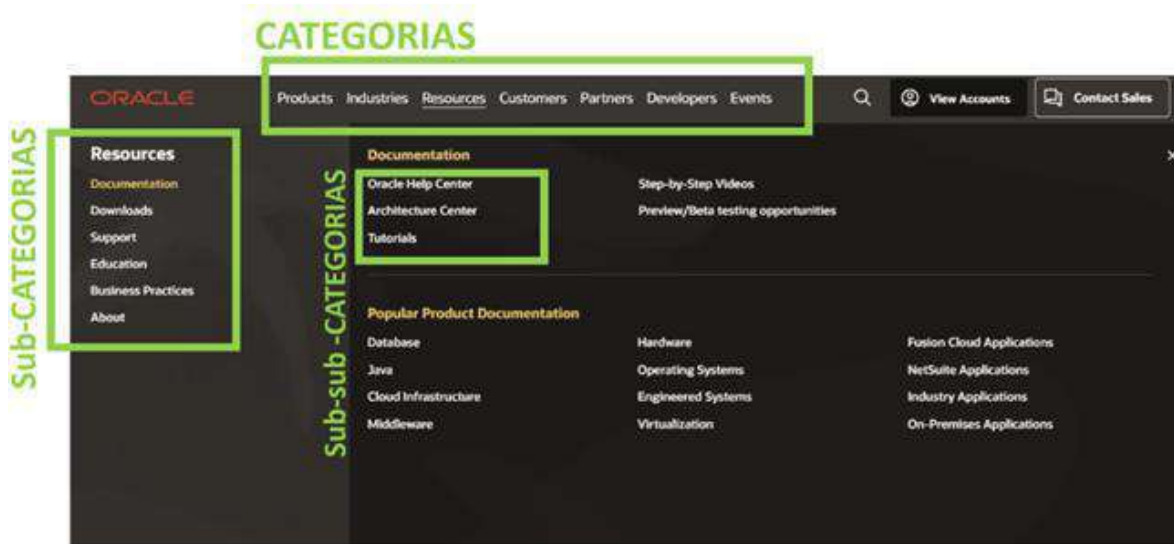 CATEGORIAS
ORACLE Products Industries Resources Customers Partners Developers Events View Accounts Contact Sales
Sub-CATEGORIAS
Resources
Documentation
Downloads
Support
Education
Business Practices
About
Sub-sub -CATEGORIAS
Documentation
Oracle Help Center Step-by-Step Videos
Architecture Center Preview/Beta testing opportunities
Tutorials
Popular Product Documentation
Database Hardware Fusion Cloud Applications
Java Operating Systems NetSuite Applications
Cloud Infrastructure Engineered Systems Industry Applications
Middleware Virtualization On-Premises Applications